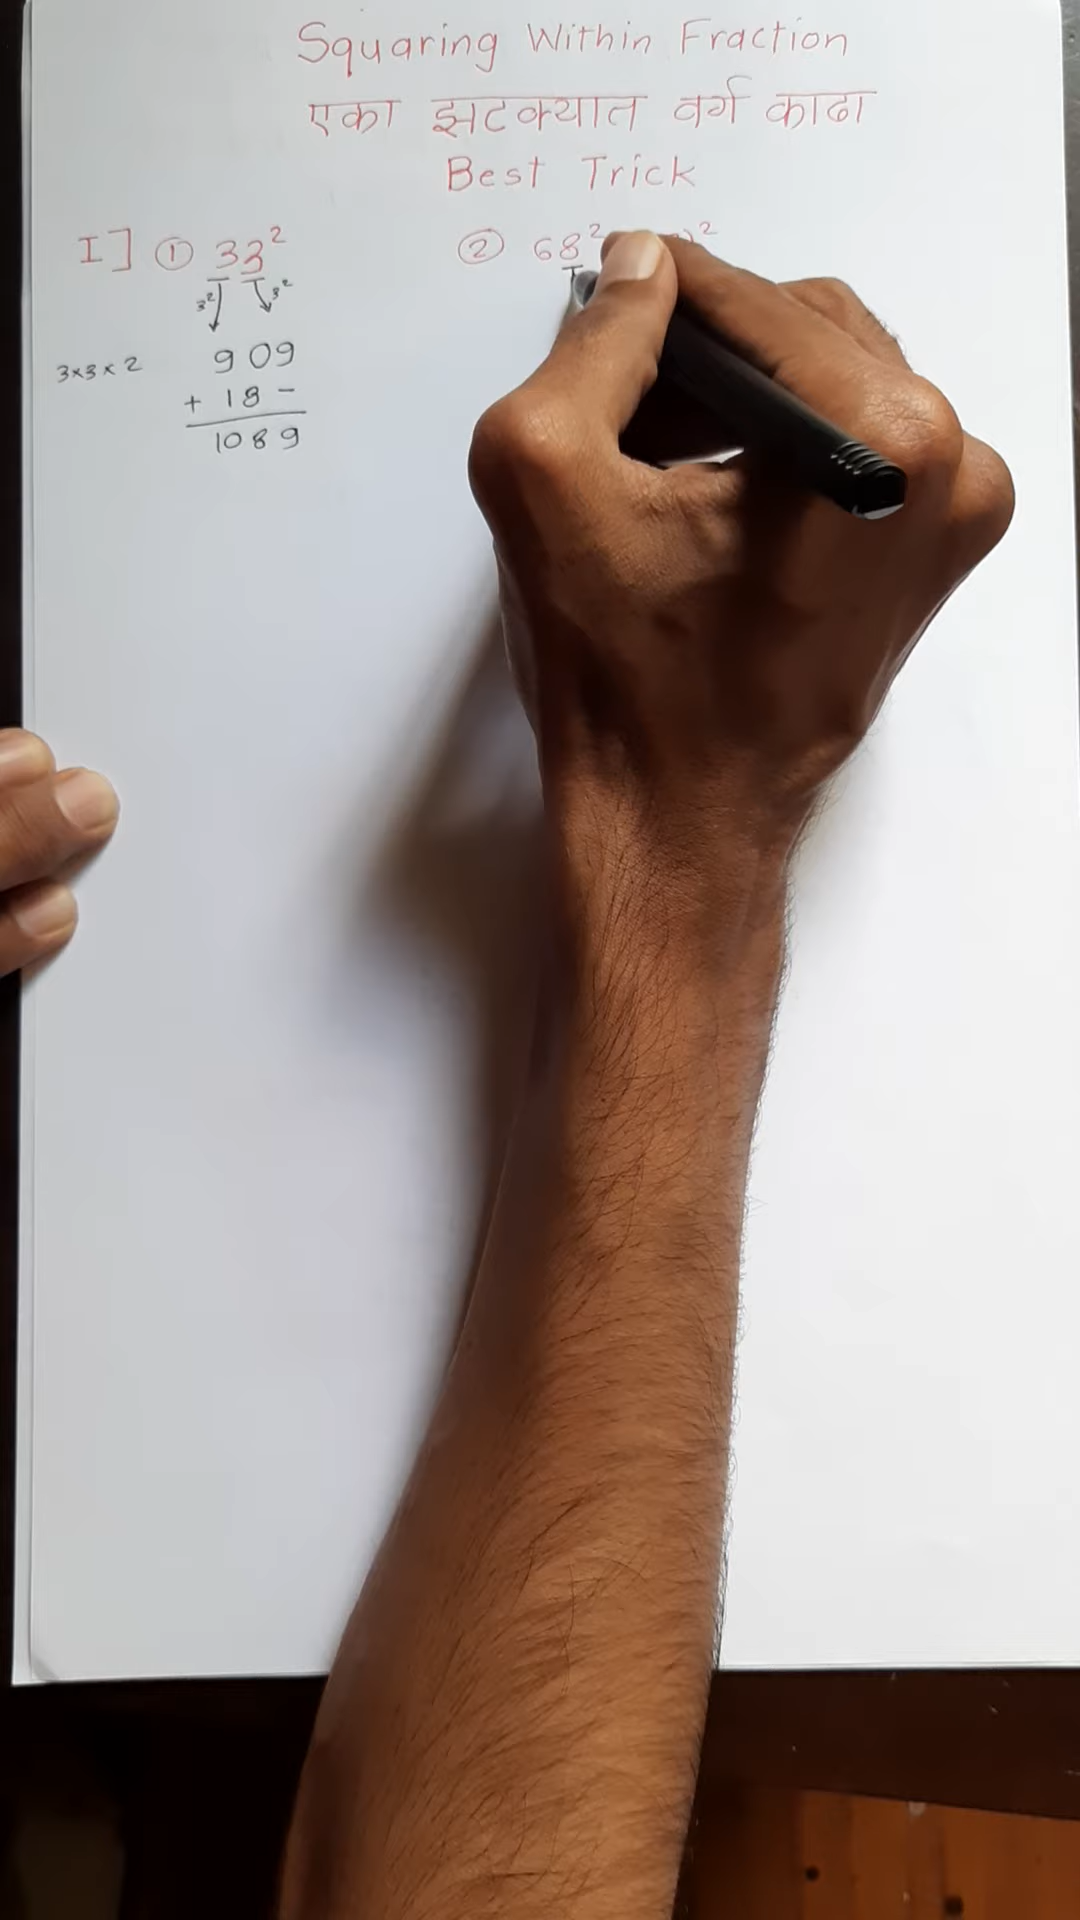 Squaring Within Fraction
एका झटक्यात वर्ग काढा
Best Trick
I] ① 33²
② 68²
3² 3²
909
3×3×2
+ 18 -
1089